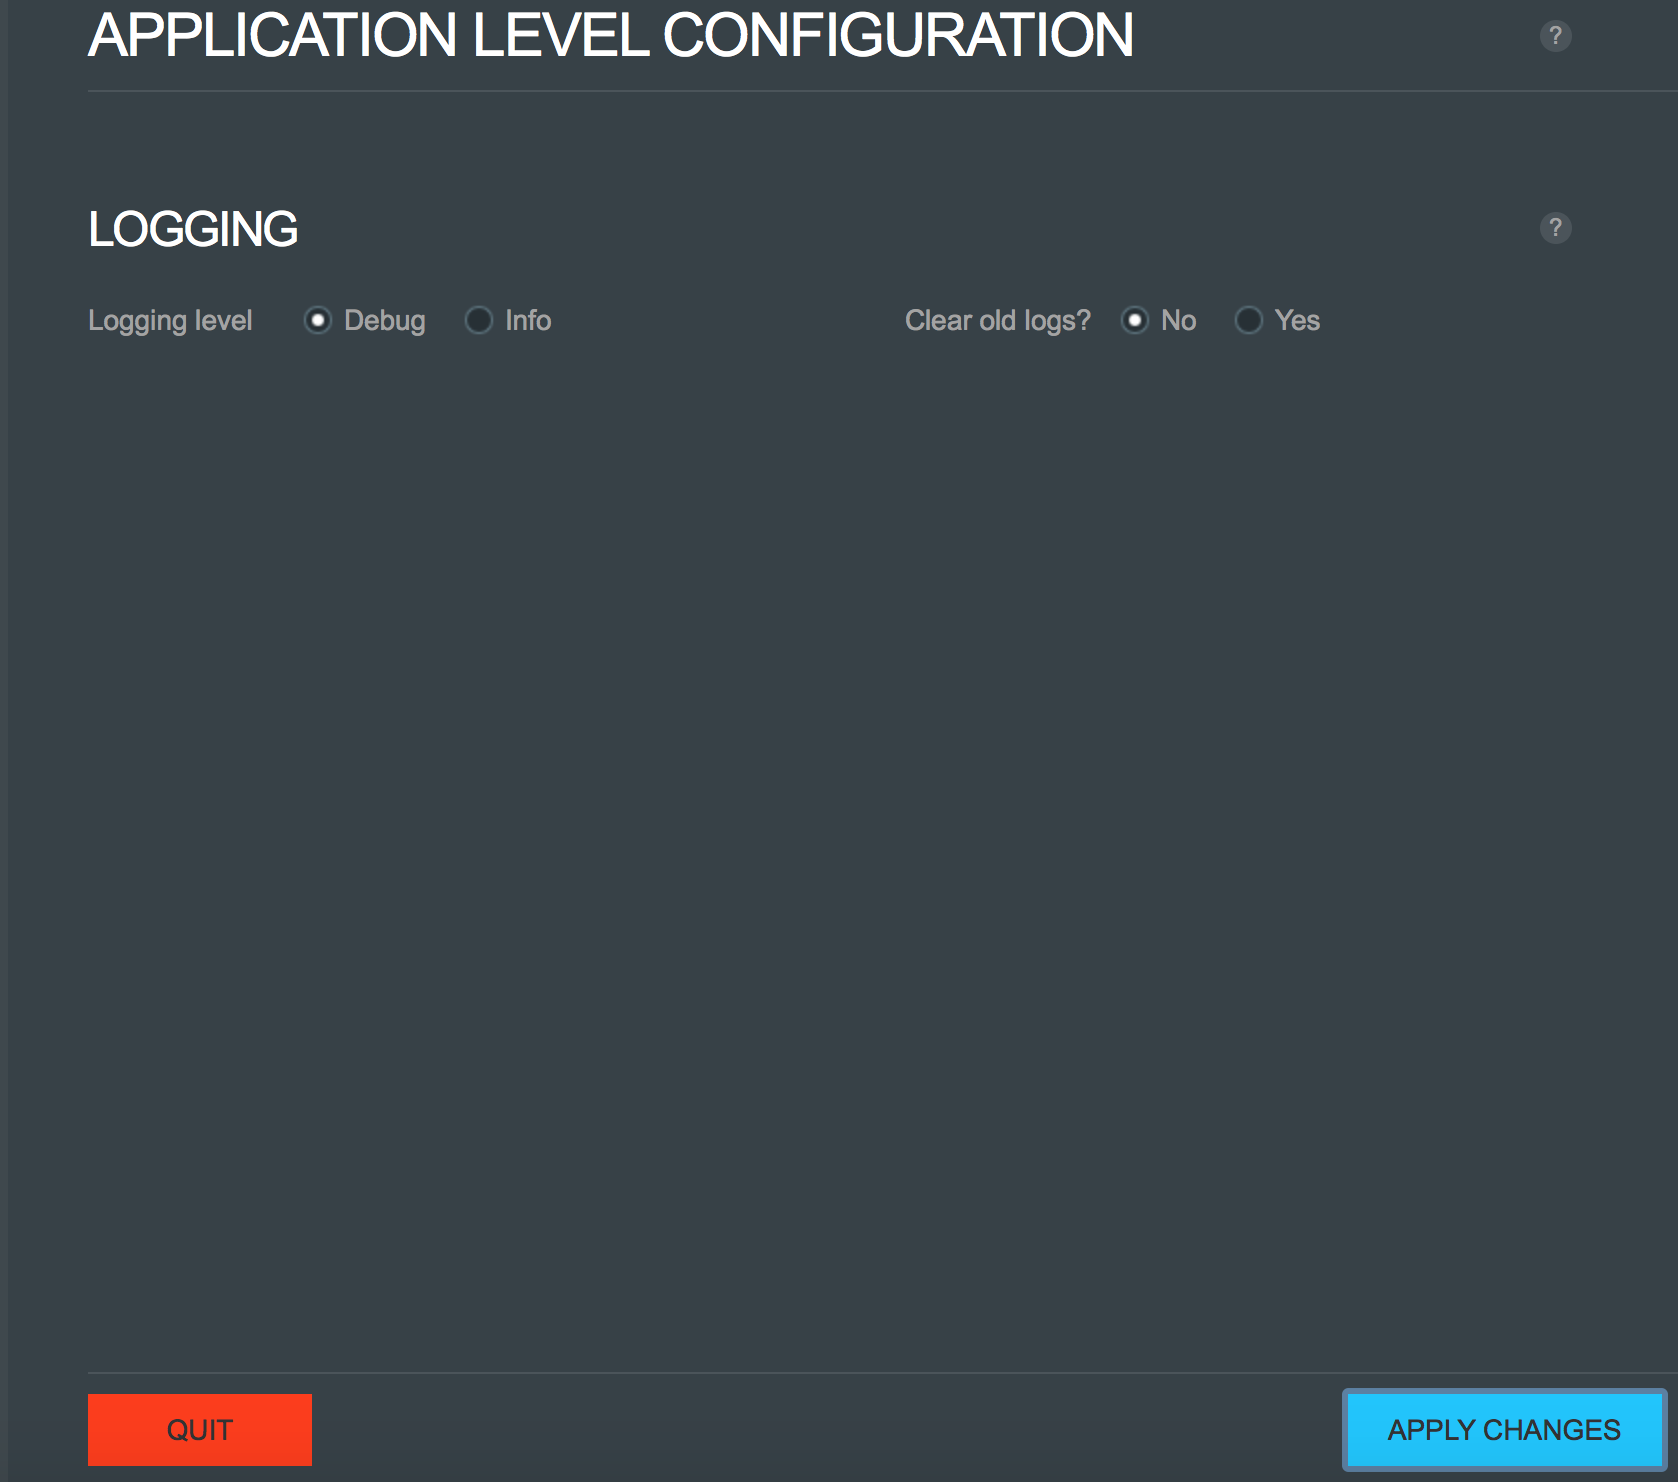 APPLICATION LEVEL CONFIGURATION ?
LOGGING ?
Logging level Debug Info Clear old logs? No Yes
QUIT APPLY CHANGES